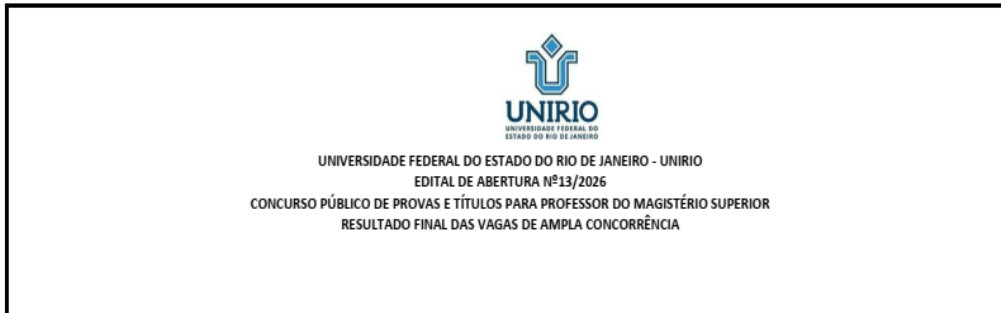 UNIRIO
UNIVERSIDADE FEDERAL DO
ESTADO DO RIO DE JANEIRO
UNIVERSIDADE FEDERAL DO ESTADO DO RIO DE JANEIRO - UNIRIO
EDITAL DE ABERTURA Nº13/2026
CONCURSO PÚBLICO DE PROVAS E TÍTULOS PARA PROFESSOR DO MAGISTÉRIO SUPERIOR
RESULTADO FINAL DAS VAGAS DE AMPLA CONCORRÊNCIA